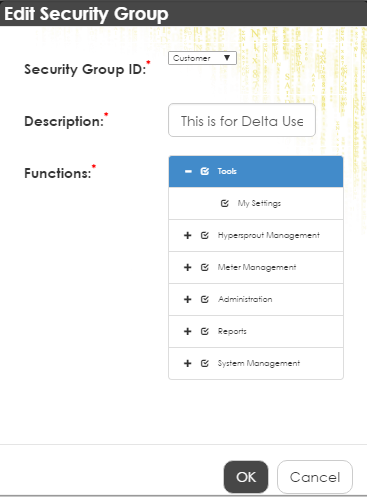 Edit Security Group
Security Group ID:*
Customer
Description:*
This is for Delta Use
Functions:*
Tools
My Settings
Hypersprout Management
Meter Management
Administration
Reports
System Management
OK
Cancel